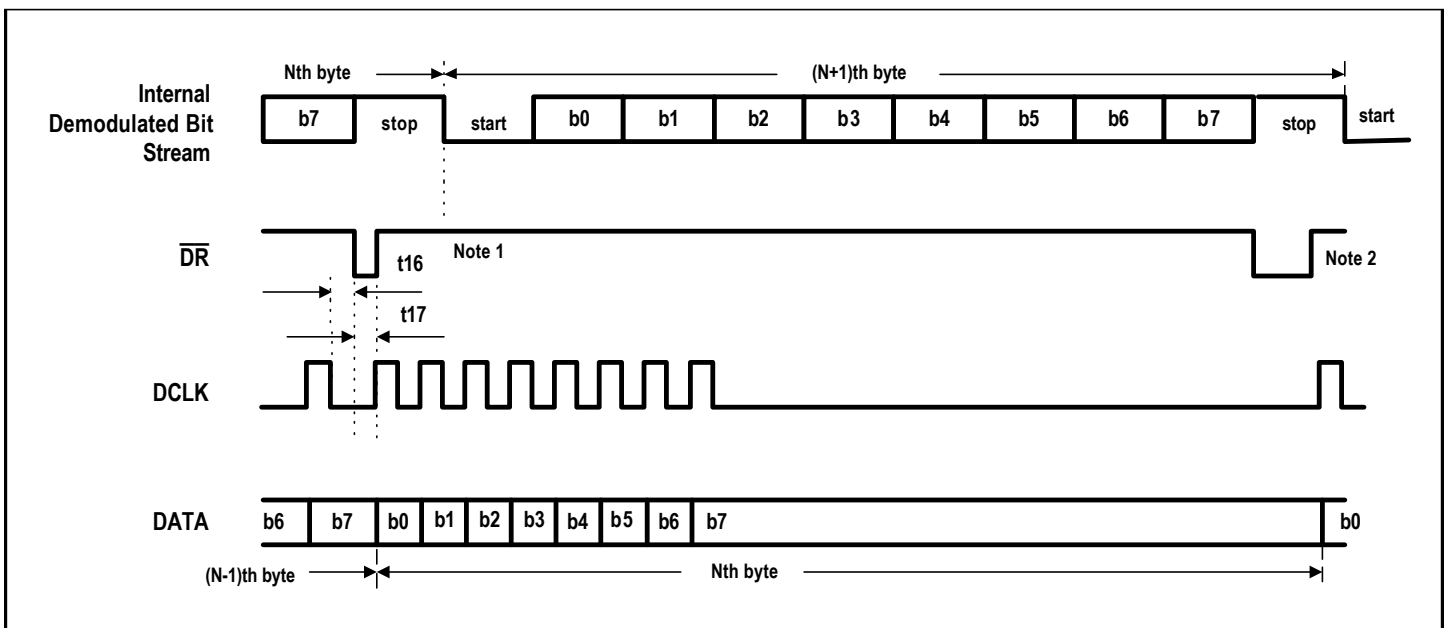 Nth byte (N+1)th byte
Internal
Demodulated Bit
Stream
b7 stop start b0 b1 b2 b3 b4 b5 b6 b7 stop start
DR Note 1 Note 2
t16
t17
DCLK
DATA b6 b7 b0 b1 b2 b3 b4 b5 b6 b7 b0
(N-1)th byte Nth byte